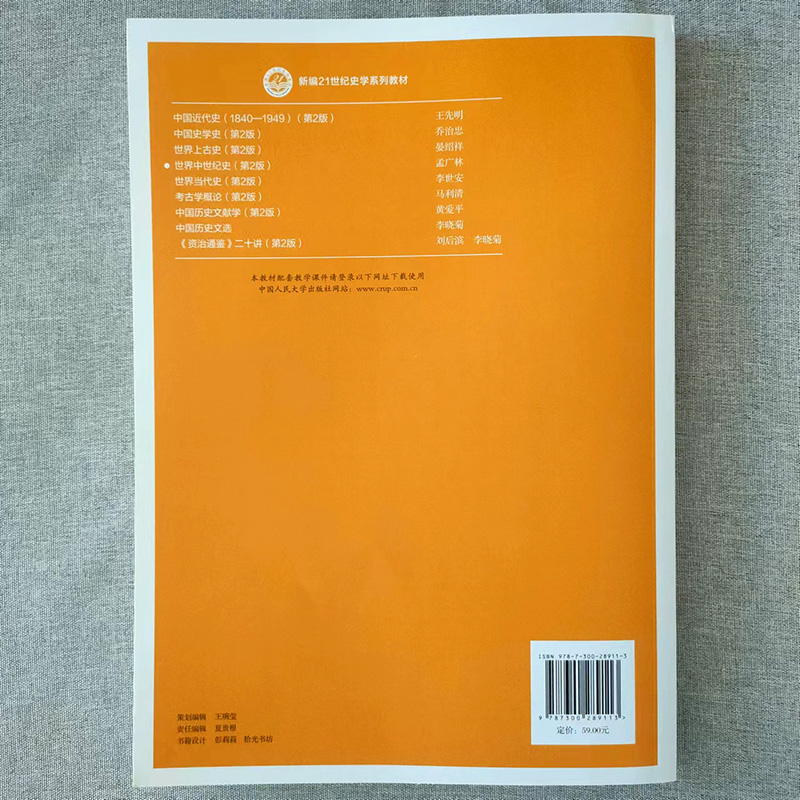 21
新编21世纪史学系列教材
中国近代史（1840—1949）（第2版） 王先明
中国史学史（第2版） 乔治忠
世界上古史（第2版） 晏绍祥
世界中世纪史（第2版） 孟广林
世界当代史（第2版） 李世安
考古学概论（第2版） 马利清
中国历史文献学（第2版） 黄爱平
中国历史文选 李晓菊
《资治通鉴》二十讲（第2版） 刘后滨 李晓菊
本教材配套教学课件请登录以下网址下载使用
中国人民大学出版社网站：www.crup.com.cn
ISBN 978-7-300-28911-3
9 787300 289113>
定价：59.00元
策划编辑 王琬莹
责任编辑 夏贵根
书籍设计 彭莉莉 拾光书坊